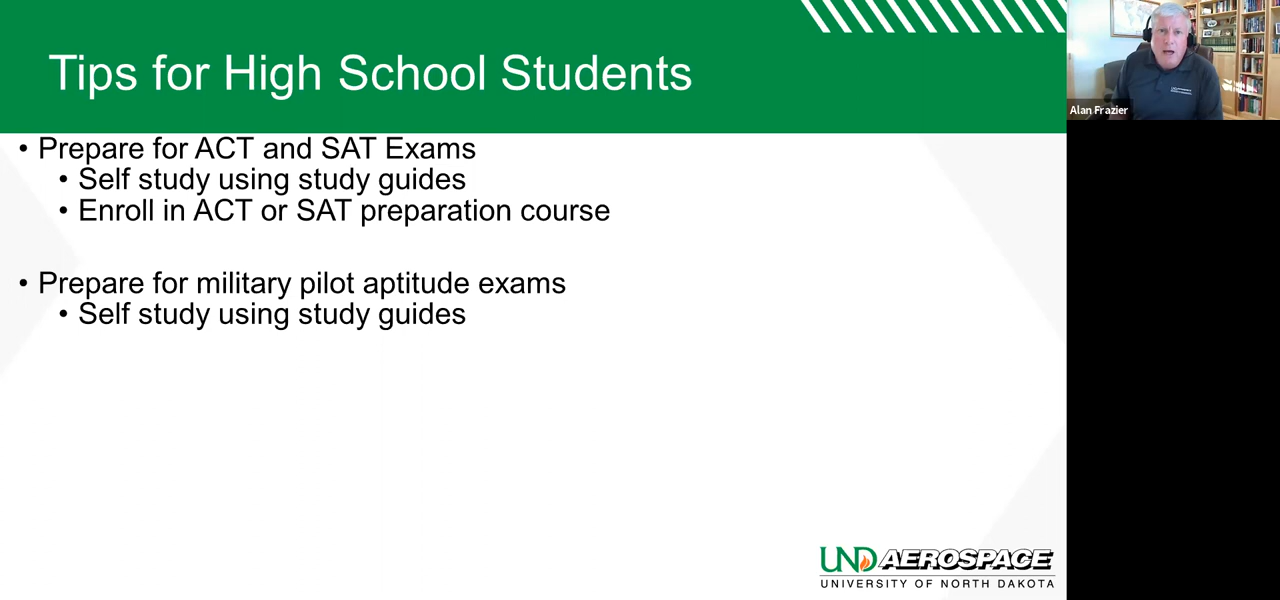 Tips for High School Students
Alan Frazier
• Prepare for ACT and SAT Exams
• Self study using study guides
• Enroll in ACT or SAT preparation course
• Prepare for military pilot aptitude exams
• Self study using study guides
UND AEROSPACE
UNIVERSITY OF NORTH DAKOTA